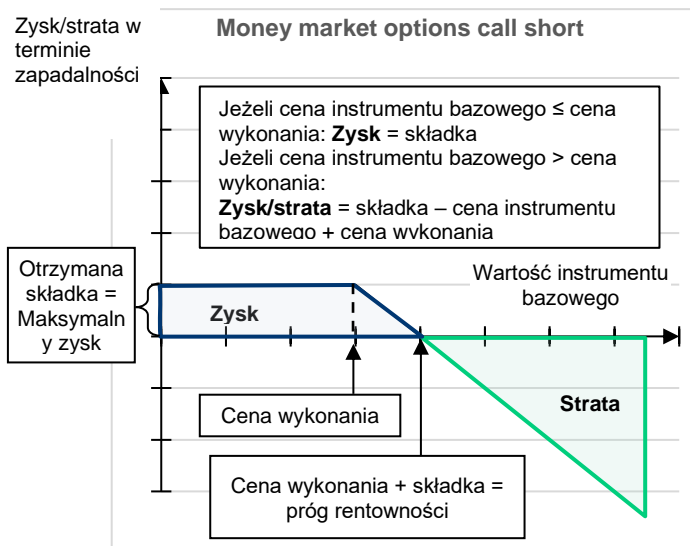 Zysk/strata w
terminie
zapadalności
Money market options call short
Jeżeli cena instrumentu bazowego ≤ cena
wykonania: Zysk = składka
Jeżeli cena instrumentu bazowego > cena
wykonania:
Zysk/strata = składka – cena instrumentu
bazowego + cena wykonania
Otrzymana
składka =
Maksymaln
y zysk
Wartość instrumentu
bazowego
Zysk
Strata
Cena wykonania
Cena wykonania + składka =
próg rentowności